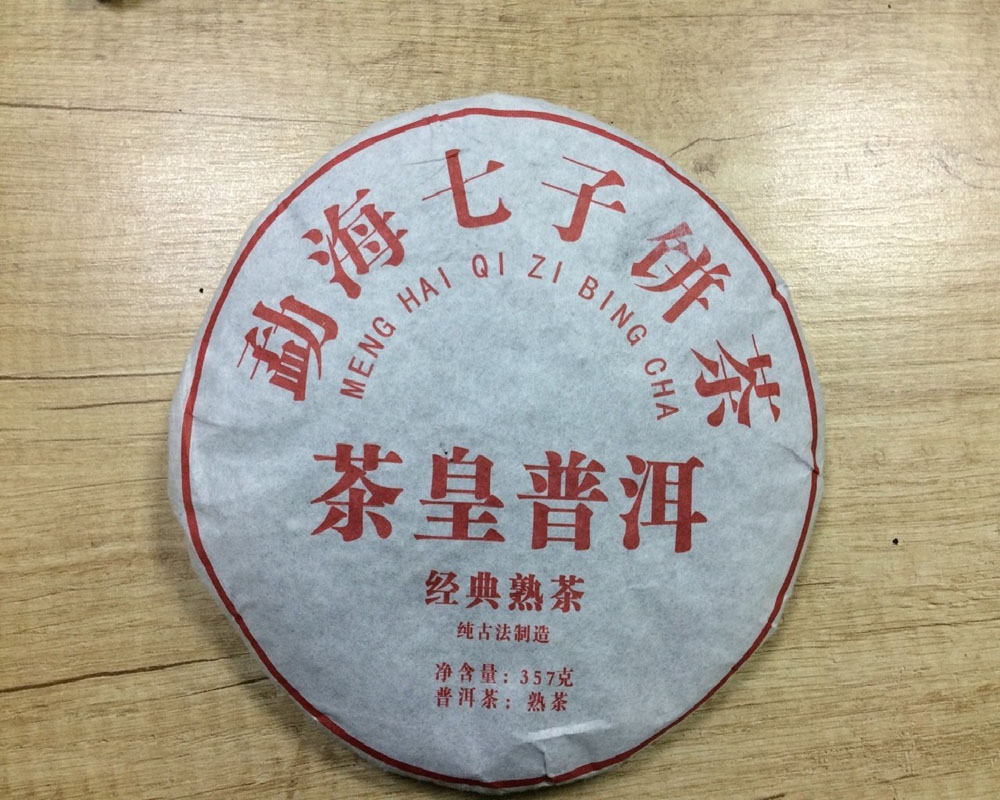 勐海七子饼茶
MENG HAI QI ZI BING CHA
茶皇普洱
经典熟茶
纯古法制造
净含量：357克
普洱茶：熟茶